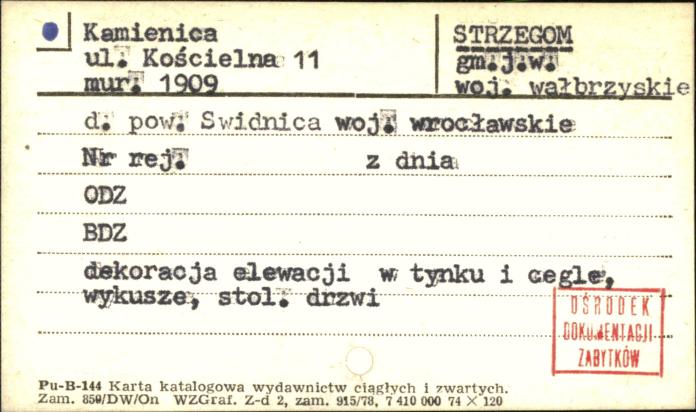 Kamienica
ul. Kościelna 11
mur. 1909
STRZEGOM
gm.j.w.
woj. wałbrzyskie
d. pow. Swidnica woj. wrocławskie
Nr rej. z dnia
ODZ
BDZ
dekoracja elewacji w tynku i cegle,
wykusze, stol. drzwi
OŚRODEK
DOKUMENTACJI
ZABYTKÓW
Pu-B-144 Karta katalogowa wydawnictw ciągłych i zwartych.
Zam. 859/DW/On WZGraf. Z-d 2, zam. 915/78, 7 410 000 74 × 120